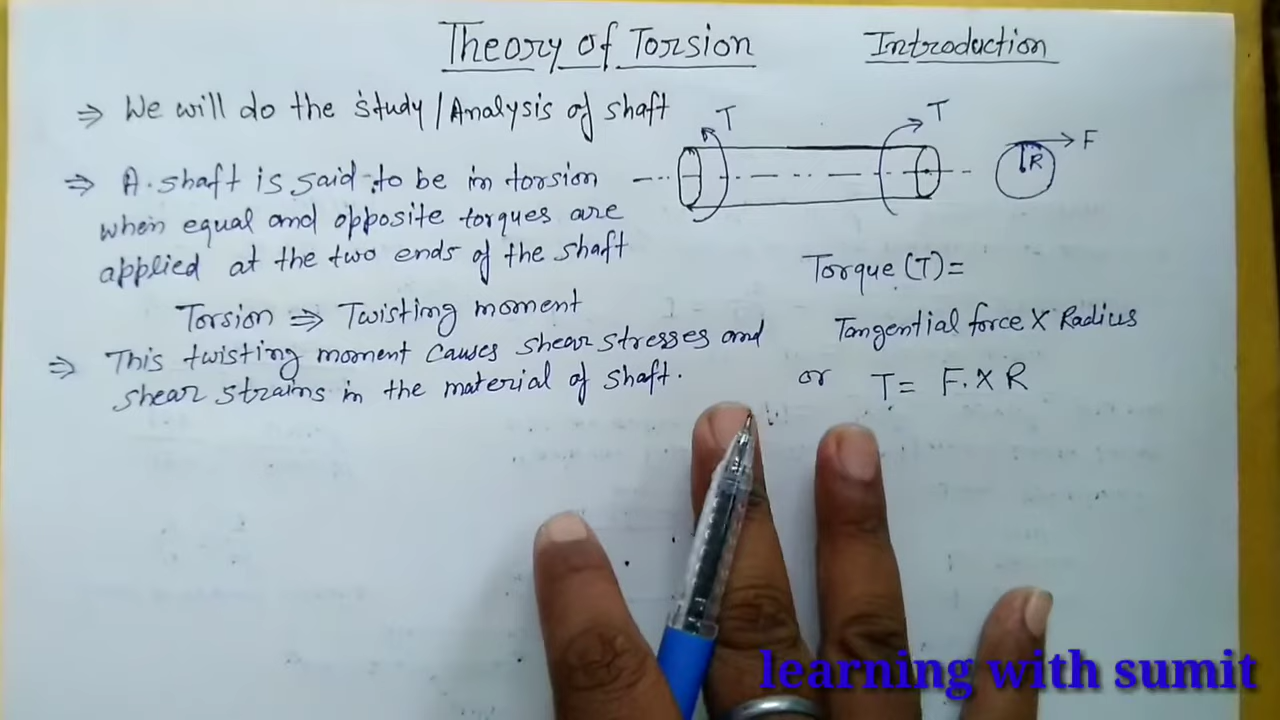 Theory of Torsion
Introduction
⇒ We will do the study/Analysis of shaft
⇒ A shaft is said to be in torsion
when equal and opposite torques are
applied at the two ends of the shaft
Torsion ⇒ Twisting moment
⇒ This twisting moment causes shear stresses and
shear strains in the material of shaft.
T
T
F
R
Torque (T) =
Tangential force X Radius
or T = F. X R
learning with sumit